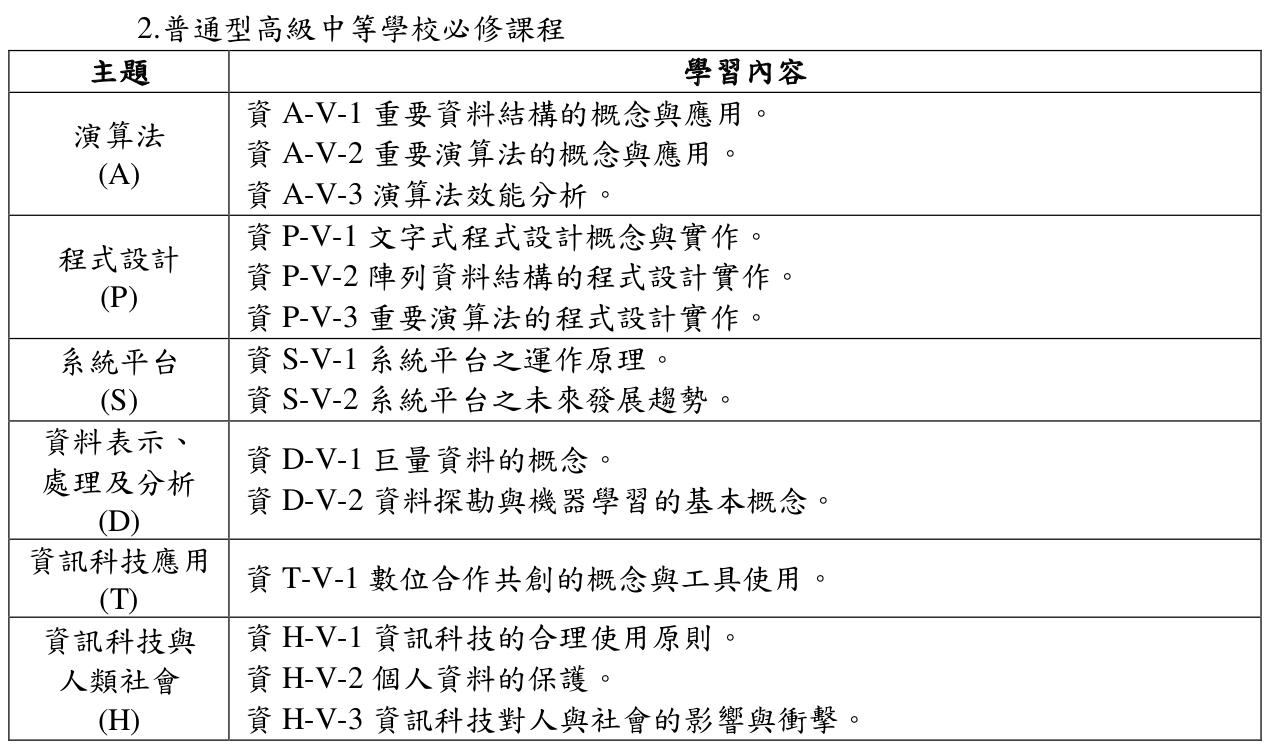 2.普通型高級中等學校必修課程
主題
學習內容
演算法
(A)
資 A-V-1 重要資料結構的概念與應用。
資 A-V-2 重要演算法的概念與應用。
資 A-V-3 演算法效能分析。
程式設計
(P)
資 P-V-1 文字式程式設計概念與實作。
資 P-V-2 陣列資料結構的程式設計實作。
資 P-V-3 重要演算法的程式設計實作。
系統平台
(S)
資 S-V-1 系統平台之運作原理。
資 S-V-2 系統平台之未來發展趨勢。
資料表示、
處理及分析
(D)
資 D-V-1 巨量資料的概念。
資 D-V-2 資料探勘與機器學習的基本概念。
資訊科技應用
(T)
資 T-V-1 數位合作共創的概念與工具使用。
資訊科技與
人類社會
(H)
資 H-V-1 資訊科技的合理使用原則。
資 H-V-2 個人資料的保護。
資 H-V-3 資訊科技對人與社會的影響與衝擊。